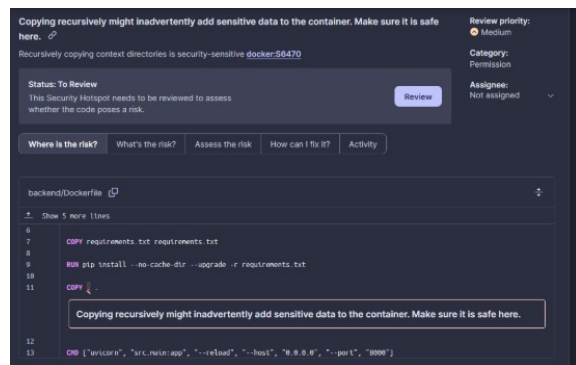 Copying recursively might inadvertently add sensitive data to the container. Make sure it is safe
here.
Recursively copying context directories is security-sensitive docker:S6470
Review priority:
Medium
Category:
Permission
Assignee:
Not assigned
Status: To Review
This Security Hotspot needs to be reviewed to assess
whether the code poses a risk.
Review
Where is the risk? What's the risk? Assess the risk How can I fix it? Activity
backend/Dockerfile
Show 5 more lines
6
7 COPY requirements.txt requirements.txt
8
9 RUN pip install --no-cache-dir --upgrade -r requirements.txt
10
11 COPY . .
Copying recursively might inadvertently add sensitive data to the container. Make sure it is safe here.
12
13 CMD ["uvicorn", "src.main:app", "--reload", "--host", "0.0.0.0", "--port", "8000"]